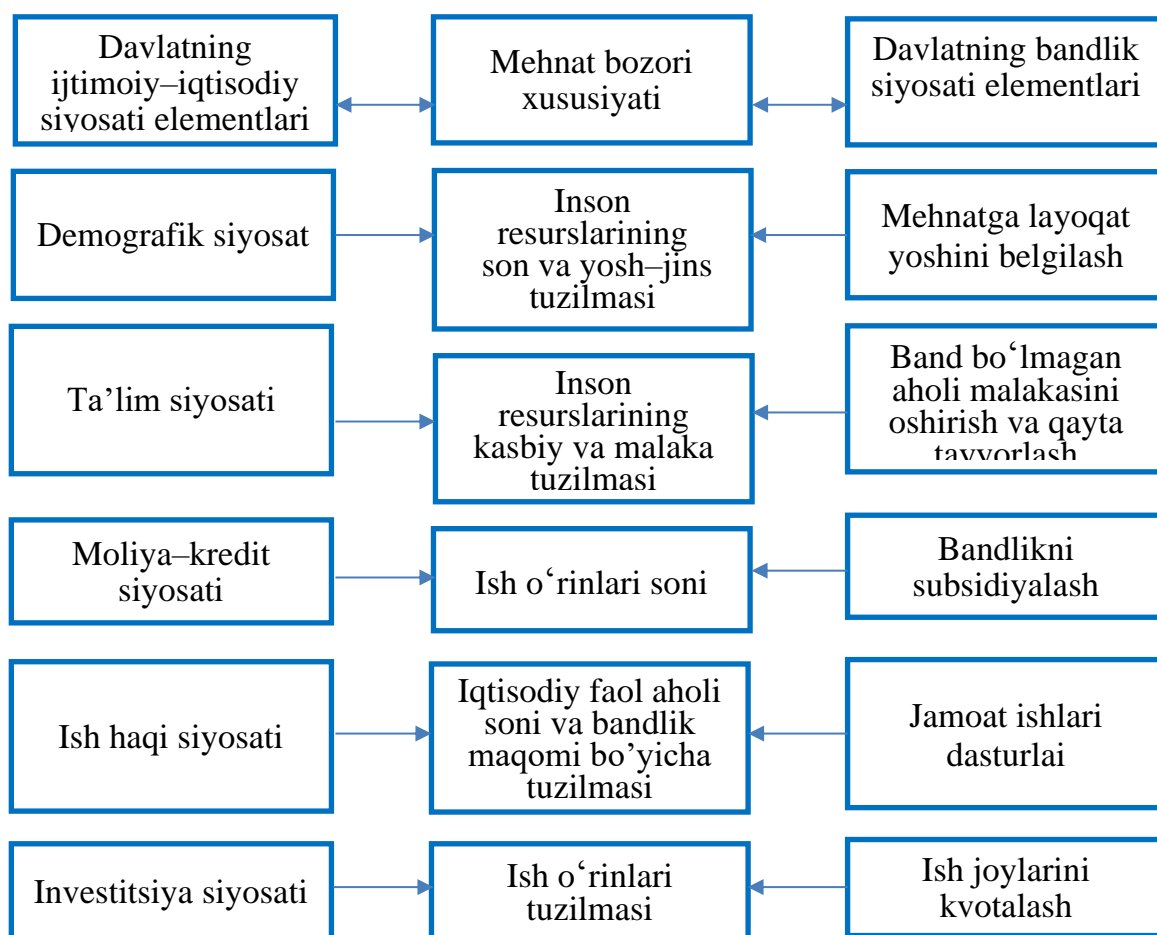 Davlatning
ijtimoiy–iqtisodiy
siyosati elementlari
Mehnat bozori
xususiyati
Davlatning bandlik
siyosati elementlari
Demografik siyosat
Inson
resurslarining
son va yosh–jins
tuzilmasi
Mehnatga layoqat
yoshini belgilash
Ta’lim siyosati
Inson
resurslarining
kasbiy va malaka
tuzilmasi
Band bo‘lmagan
aholi malakasini
oshirish va qayta
tayyorlash
Moliya–kredit
siyosati
Ish o‘rinlari soni
Bandlikni
subsidiyalash
Ish haqi siyosati
Iqtisodiy faol aholi
soni va bandlik
maqomi bo’yicha
tuzilmasi
Jamoat ishlari
dasturlai
Investitsiya siyosati
Ish o‘rinlari
tuzilmasi
Ish joylarini
kvotalash